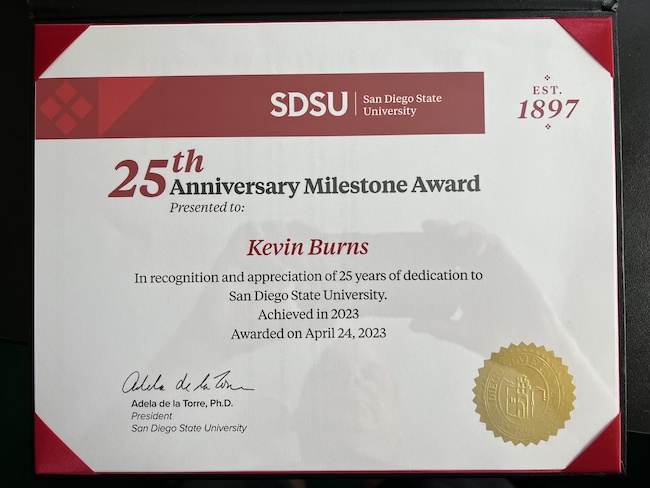 SDSU
San Diego State
University
EST.
1897
25th
Anniversary Milestone Award
Presented to:
Kevin Burns
In recognition and appreciation of 25 years of dedication to
San Diego State University.
Achieved in 2023
Awarded on April 24, 2023
Adela de la Torre
Adela de la Torre, Ph.D.
President
San Diego State University